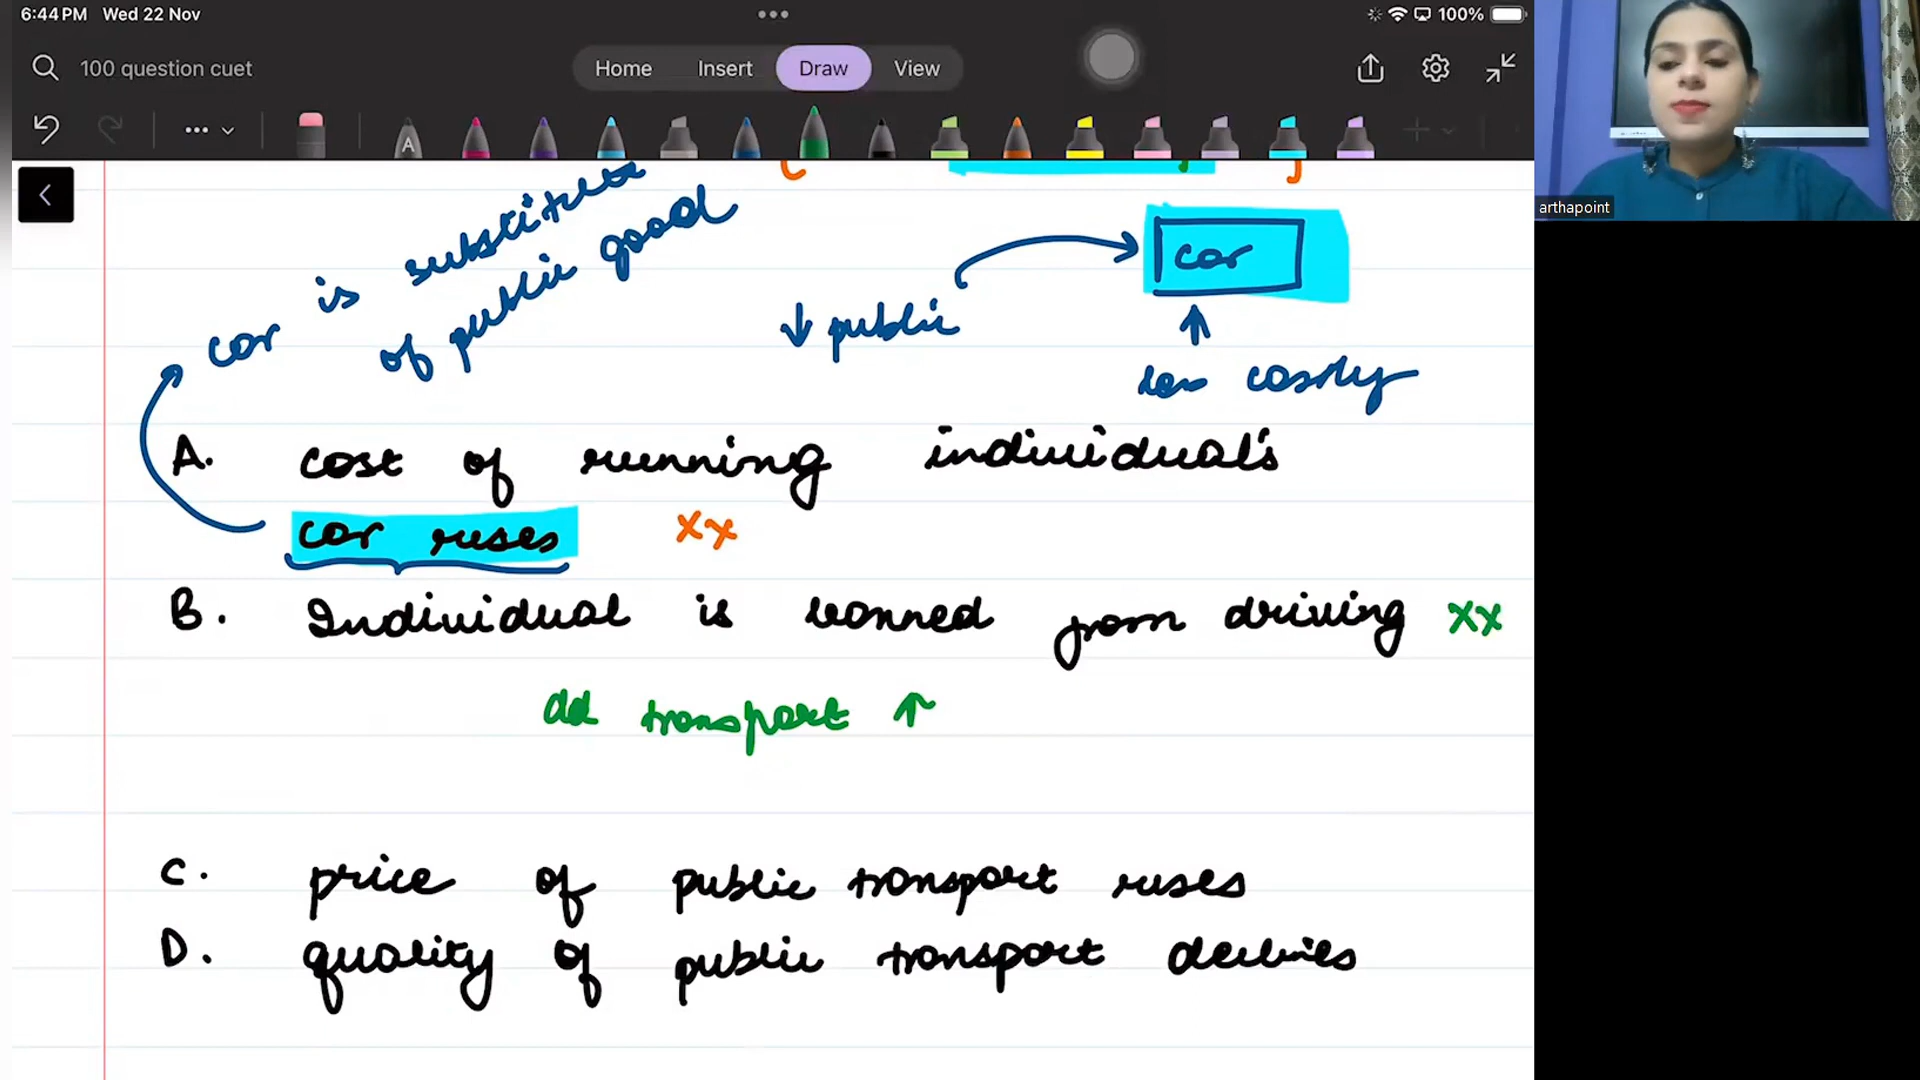 6:44 PM Wed 22 Nov
100%
100 question cuet
Home Insert Draw View
A
arthapoint
car is substitute
of public good
car
↓ public
↑
less costly
A. cost of running individual's
car rises xx
B. Individual is banned from driving xx
dd transport ↑
C. price of public transport rises
D. quality of public transport declines